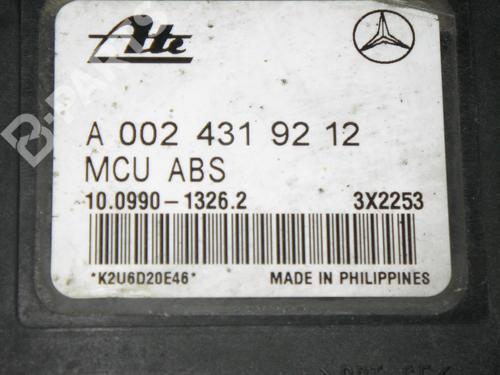 Ate
A 002 431 92 12
MCU ABS
10.0990-1326.2 3X2253
*K2U6D20E46* MADE IN PHILIPPINES